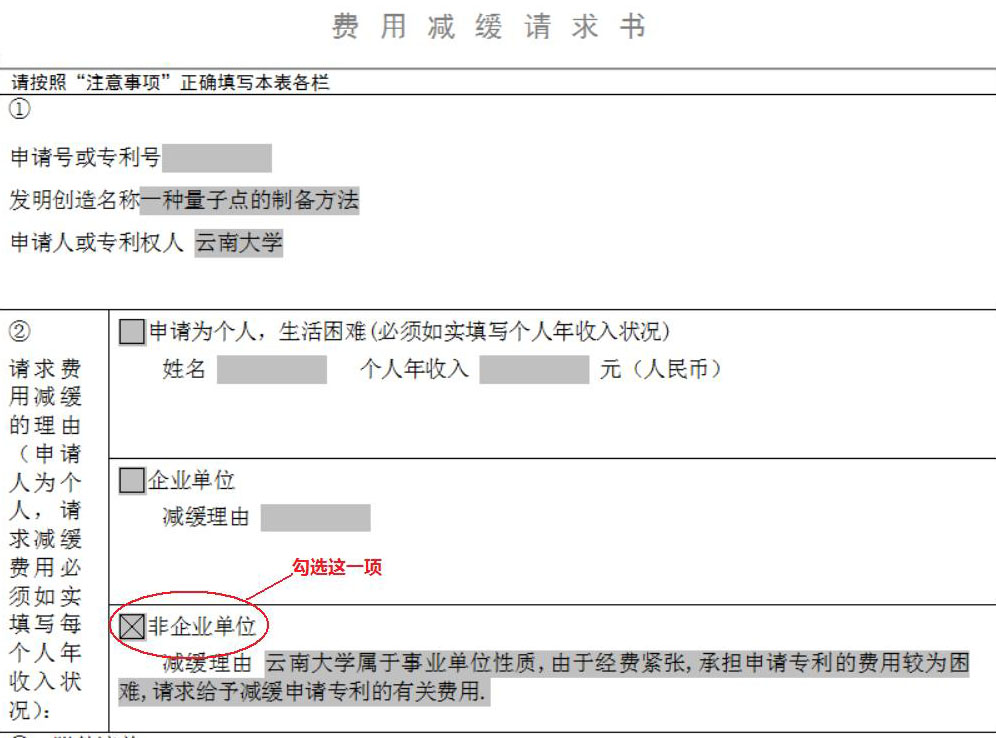 费用减缓请求书
请按照“注意事项”正确填写本表各栏
①
申请号或专利号
发明创造名称一种量子点的制备方法
申请人或专利权人 云南大学
②
请求费
用减缓
的理由
（申请
人为个
人，请
求减缓
费用必
须如实
填写每
个人年
收入状
况）：
申请为个人，生活困难(必须如实填写个人年收入状况)
姓名 个人年收入 元（人民币）
企业单位
减缓理由
勾选这一项
非企业单位
减缓理由 云南大学属于事业单位性质,由于经费紧张,承担申请专利的费用较为困
难,请求给予减缓申请专利的有关费用.